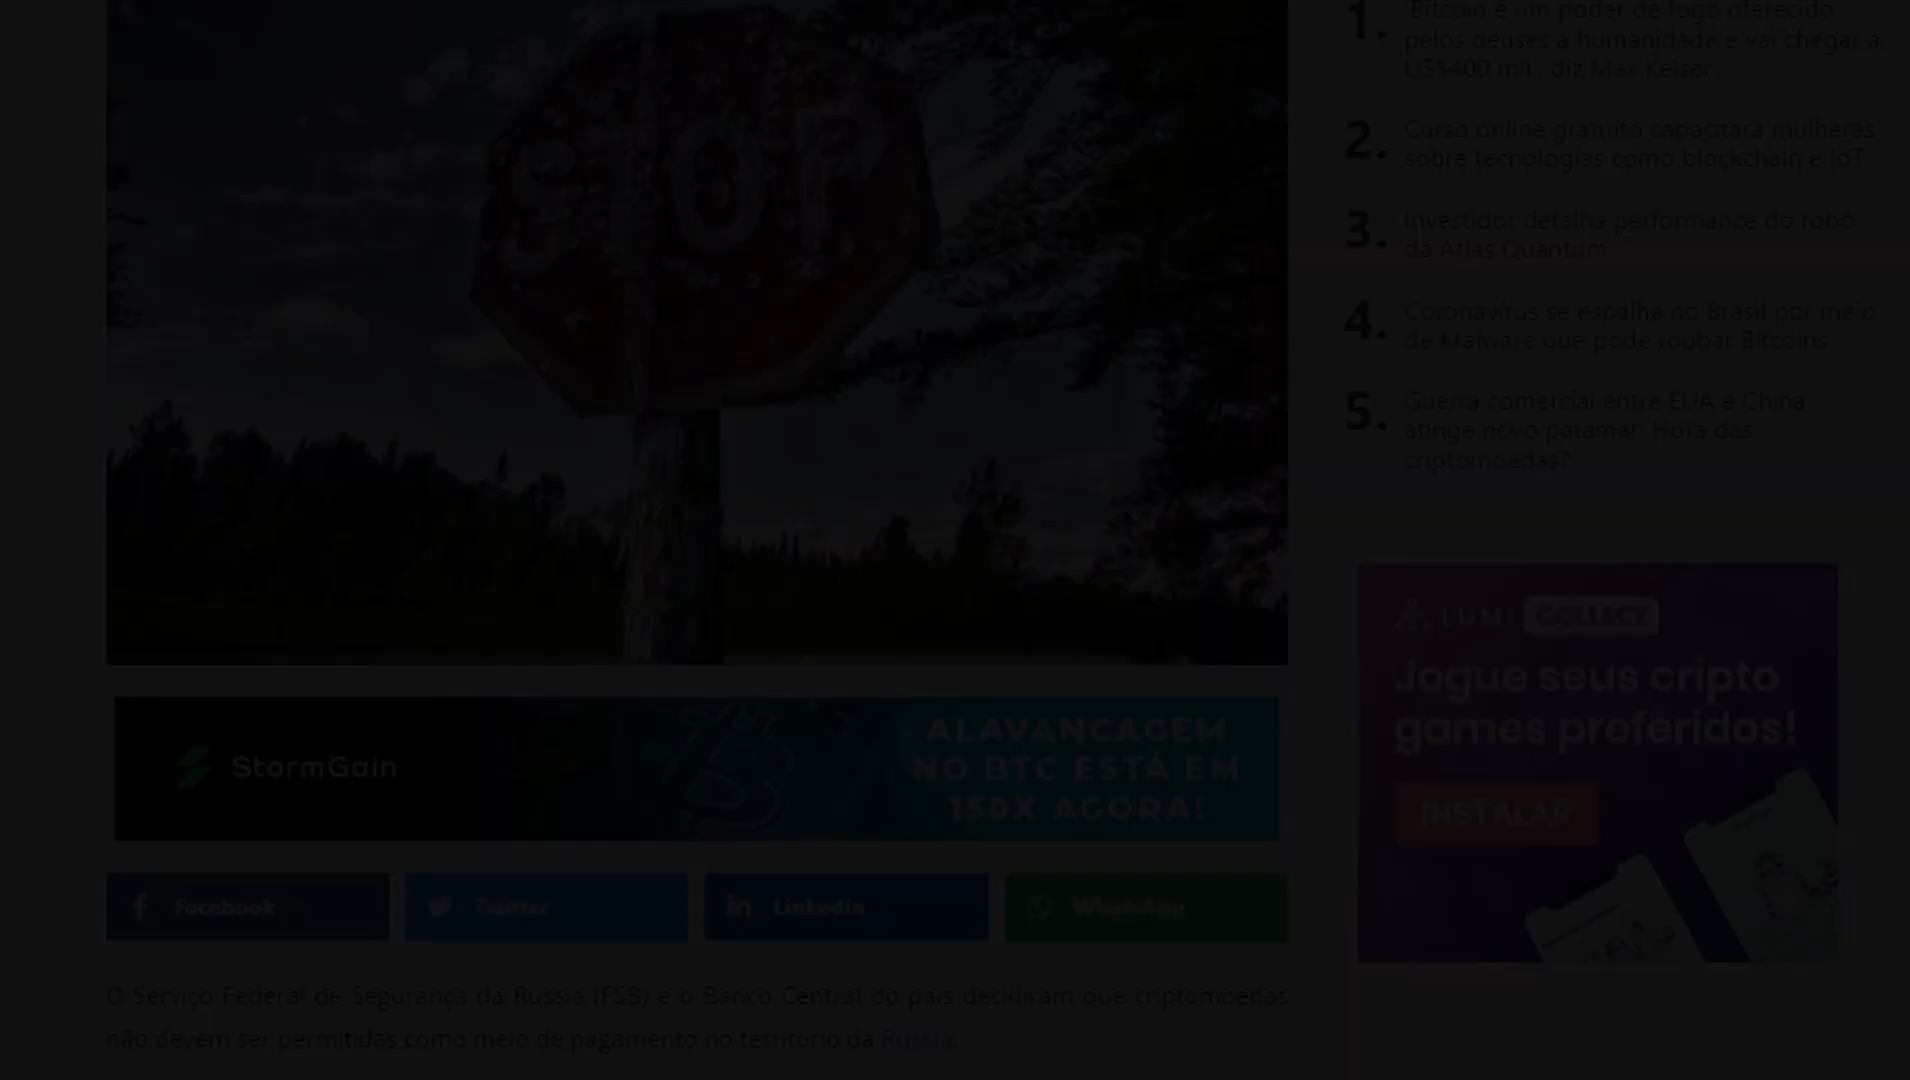 STOP
StormGain
ALAVANCAGEM
NO BTC ESTÁ EM
150X AGORA!
Facebook
Twitter
LinkedIn
WhatsApp
O Serviço Federal de Segurança da Russia (FSB) e o Banco Central do país decidiram que criptomoedas
não devem ser permitidas como meio de pagamento no território da Russia.
1. 'Bitcoin é um poder de fogo oferecido
pelos deuses à humanidade e vai chegar a
US$400 mil', diz Max Keiser
2. Curso online gratuito capacitará mulheres
sobre tecnologias como blockchain e IoT
3. Investidor detalha performance do robô
da Atlas Quantum
4. Coronavírus se espalha no Brasil por meio
de Malware que pode roubar Bitcoins
5. Guerra comercial entre EUA e China
atinge novo patamar: Hora das
criptomoedas?
LUMI COLLECT
Jogue seus cripto
games preferidos!
INSTALAR